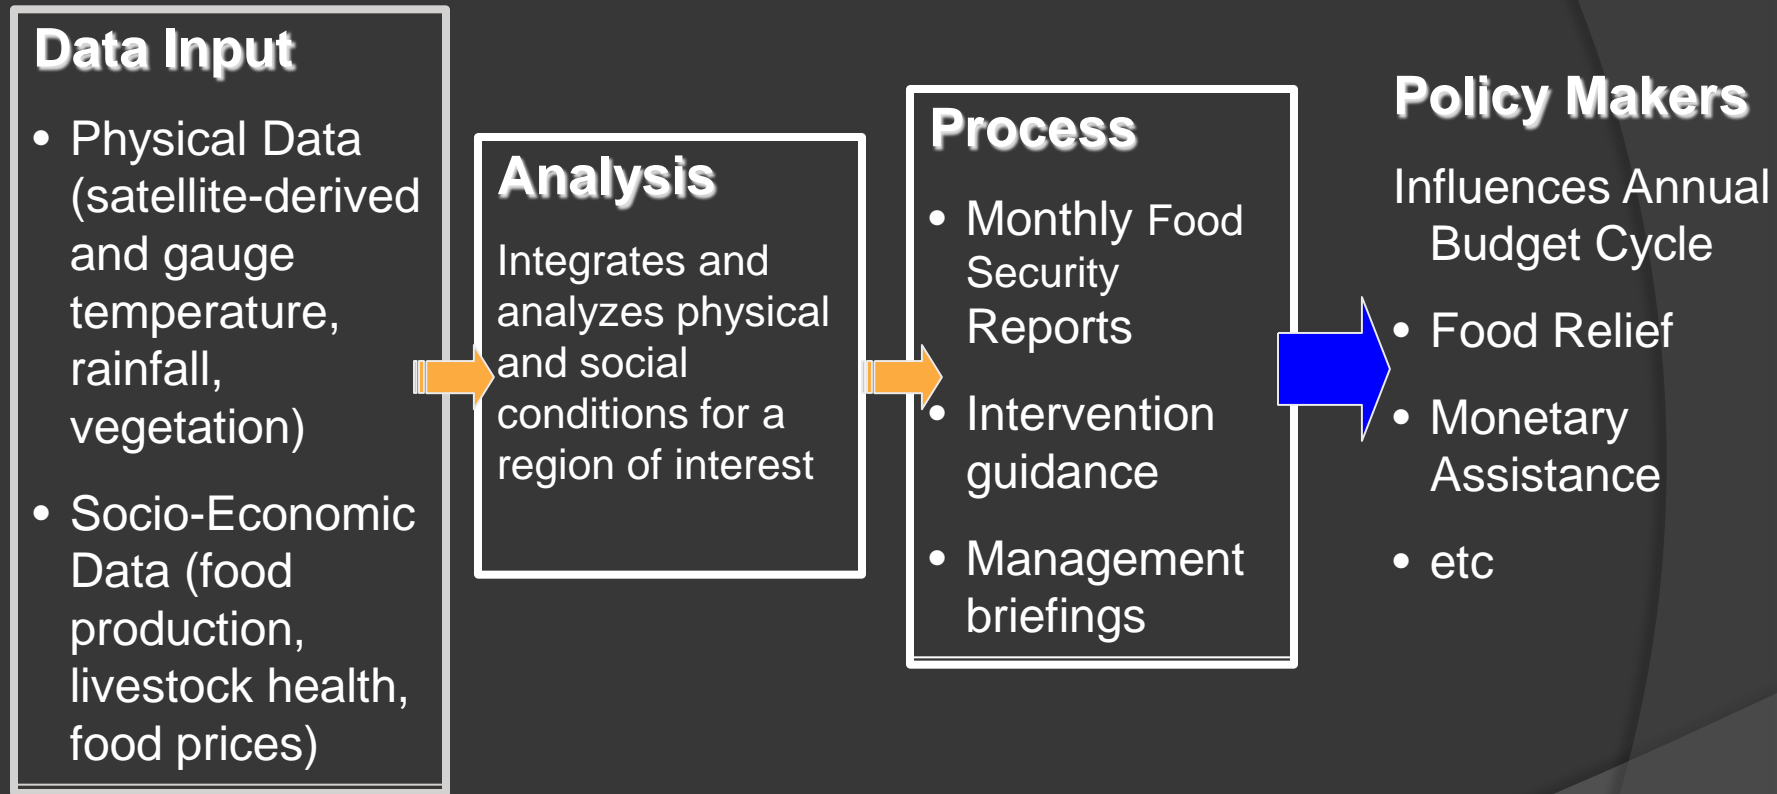 Data Input
• Physical Data
(satellite-derived
and gauge
temperature,
rainfall,
vegetation)
• Socio-Economic
Data (food
production,
livestock health,
food prices)
Analysis
Integrates and
analyzes physical
and social
conditions for a
region of interest
Process
• Monthly Food
Security
Reports
• Intervention
guidance
• Management
briefings
Policy Makers
Influences Annual
Budget Cycle
• Food Relief
• Monetary
Assistance
• etc